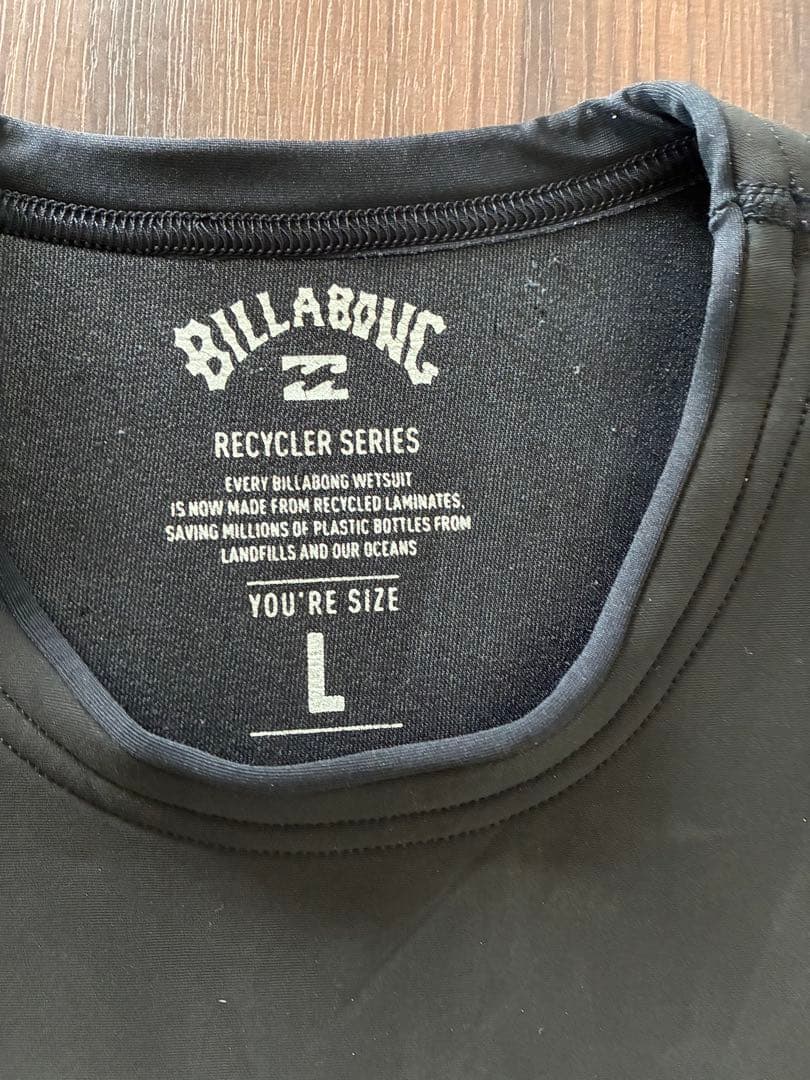 BILLABONG
RECYCLER SERIES
EVERY BILLABONG WETSUIT
IS NOW MADE FROM RECYCLED LAMINATES,
SAVING MILLIONS OF PLASTIC BOTTLES FROM
LANDFILLS AND OUR OCEANS
YOU'RE SIZE
L